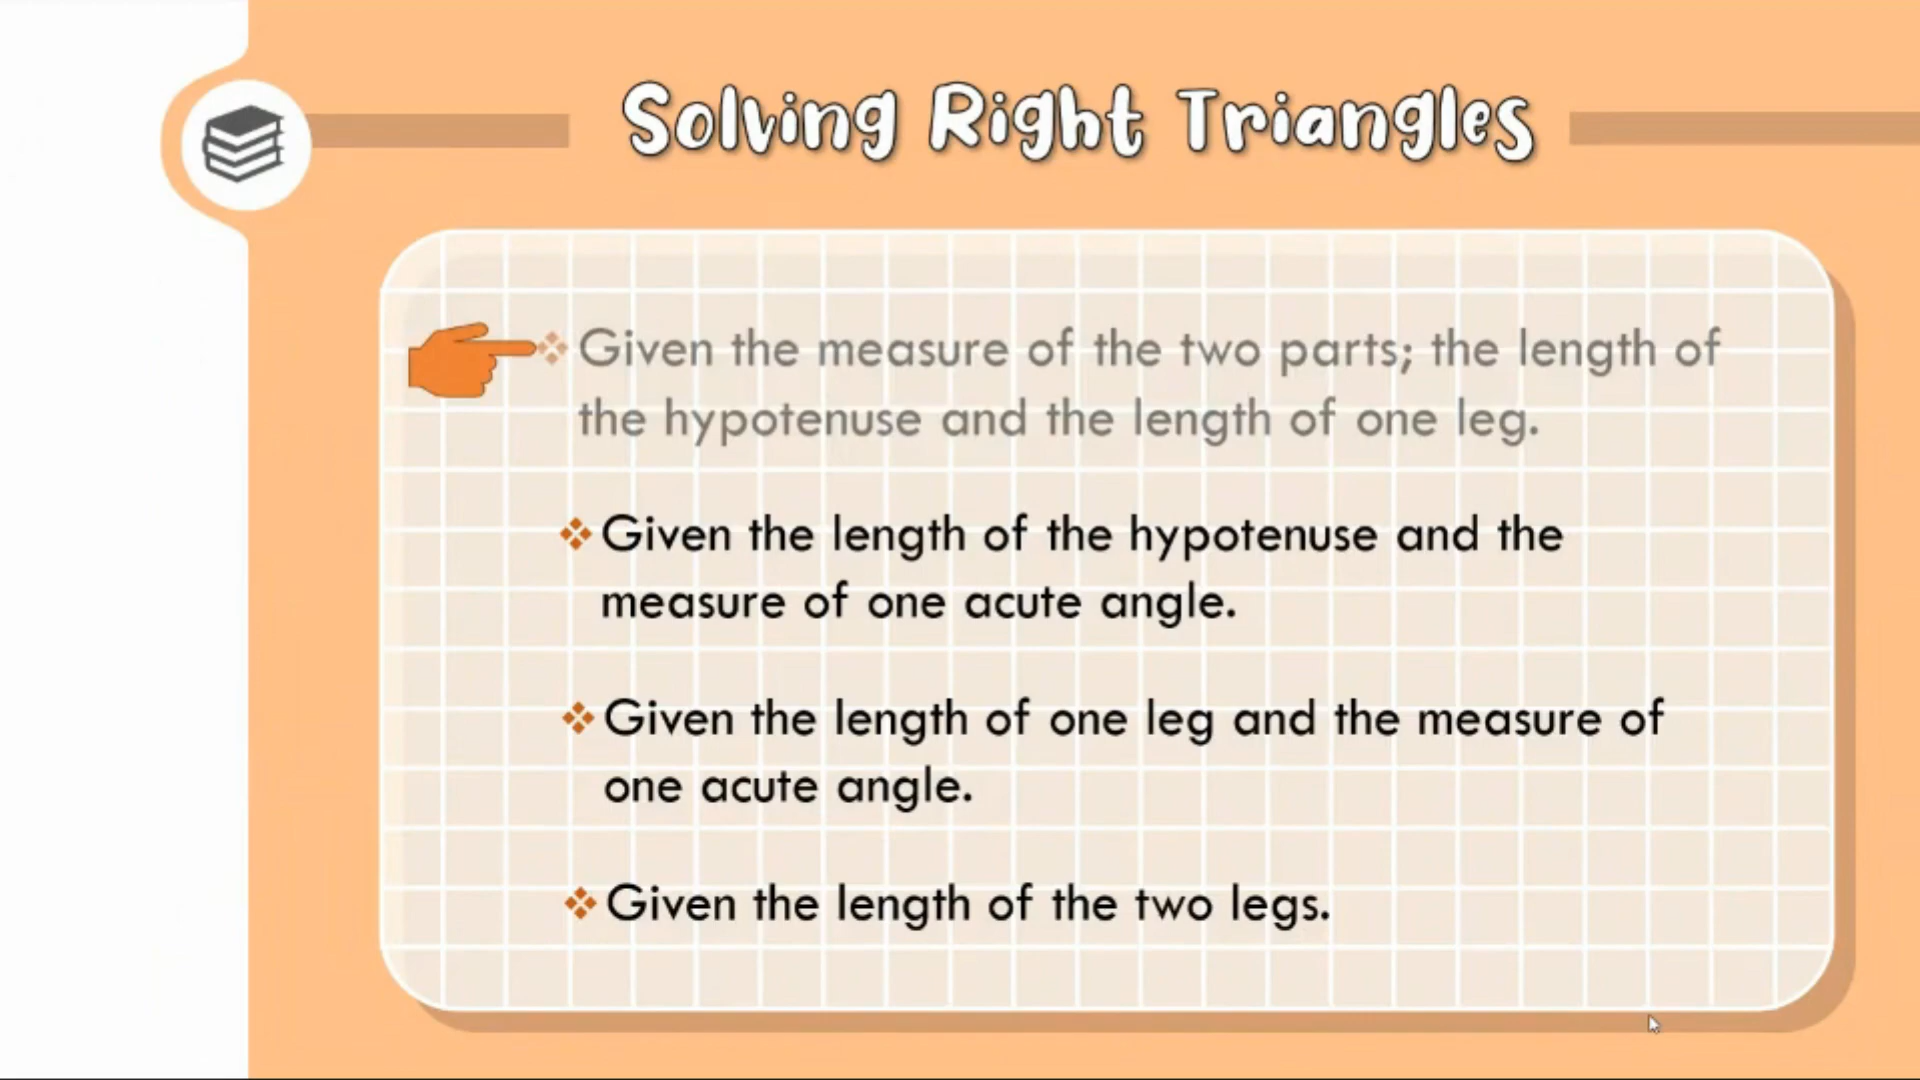 Solving Right Triangles
❖ Given the measure of the two parts; the length of
the hypotenuse and the length of one leg.
❖ Given the length of the hypotenuse and the
measure of one acute angle.
❖ Given the length of one leg and the measure of
one acute angle.
❖ Given the length of the two legs.